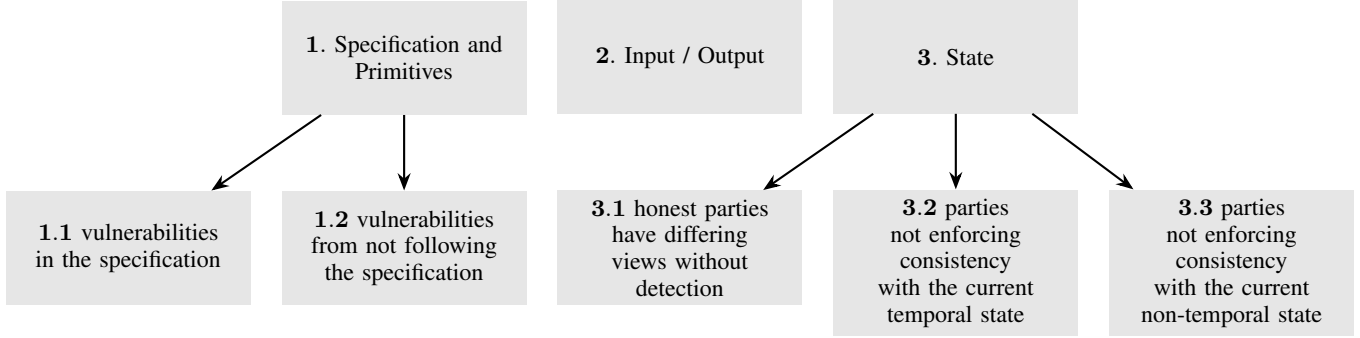 1. Specification and
Primitives
2. Input / Output
3. State
1.1 vulnerabilities
in the specification
1.2 vulnerabilities
from not following
the specification
3.1 honest parties
have differing
views without
detection
3.2 parties
not enforcing
consistency
with the current
temporal state
3.3 parties
not enforcing
consistency
with the current
non-temporal state